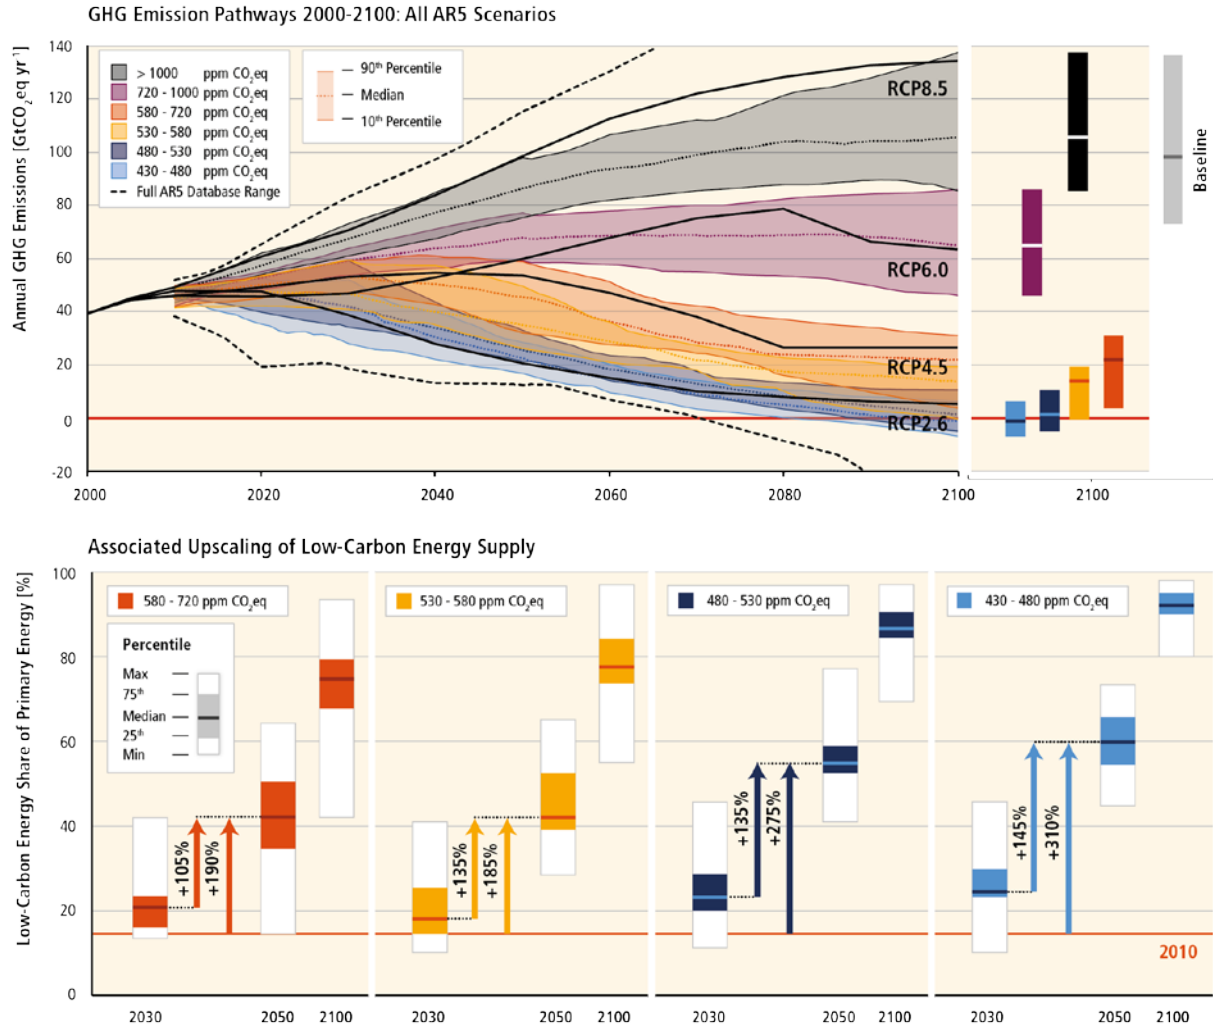 GHG Emission Pathways 2000-2100: All AR5 Scenarios
Annual GHG Emissions [GtCO₂eq yr⁻¹]
140
120
100
80
60
40
20
0
-20
> 1000 ppm CO₂eq
720 - 1000 ppm CO₂eq
580 - 720 ppm CO₂eq
530 - 580 ppm CO₂eq
480 - 530 ppm CO₂eq
430 - 480 ppm CO₂eq
Full AR5 Database Range
90ᵗʰ Percentile
Median
10ᵗʰ Percentile
RCP8.5
RCP6.0
RCP4.5
RCP2.6
Baseline
2000
2020
2040
2060
2080
2100
2100
Associated Upscaling of Low-Carbon Energy Supply
Low-Carbon Energy Share of Primary Energy [%]
100
80
60
40
20
0
580 - 720 ppm CO₂eq
Percentile
Max
75ᵗʰ
Median
25ᵗʰ
Min
+105%
+190%
2030
2050
2100
530 - 580 ppm CO₂eq
+135%
+185%
2030
2050
2100
480 - 530 ppm CO₂eq
+135%
+275%
2030
2050
2100
430 - 480 ppm CO₂eq
+145%
+310%
2010
2030
2050
2100